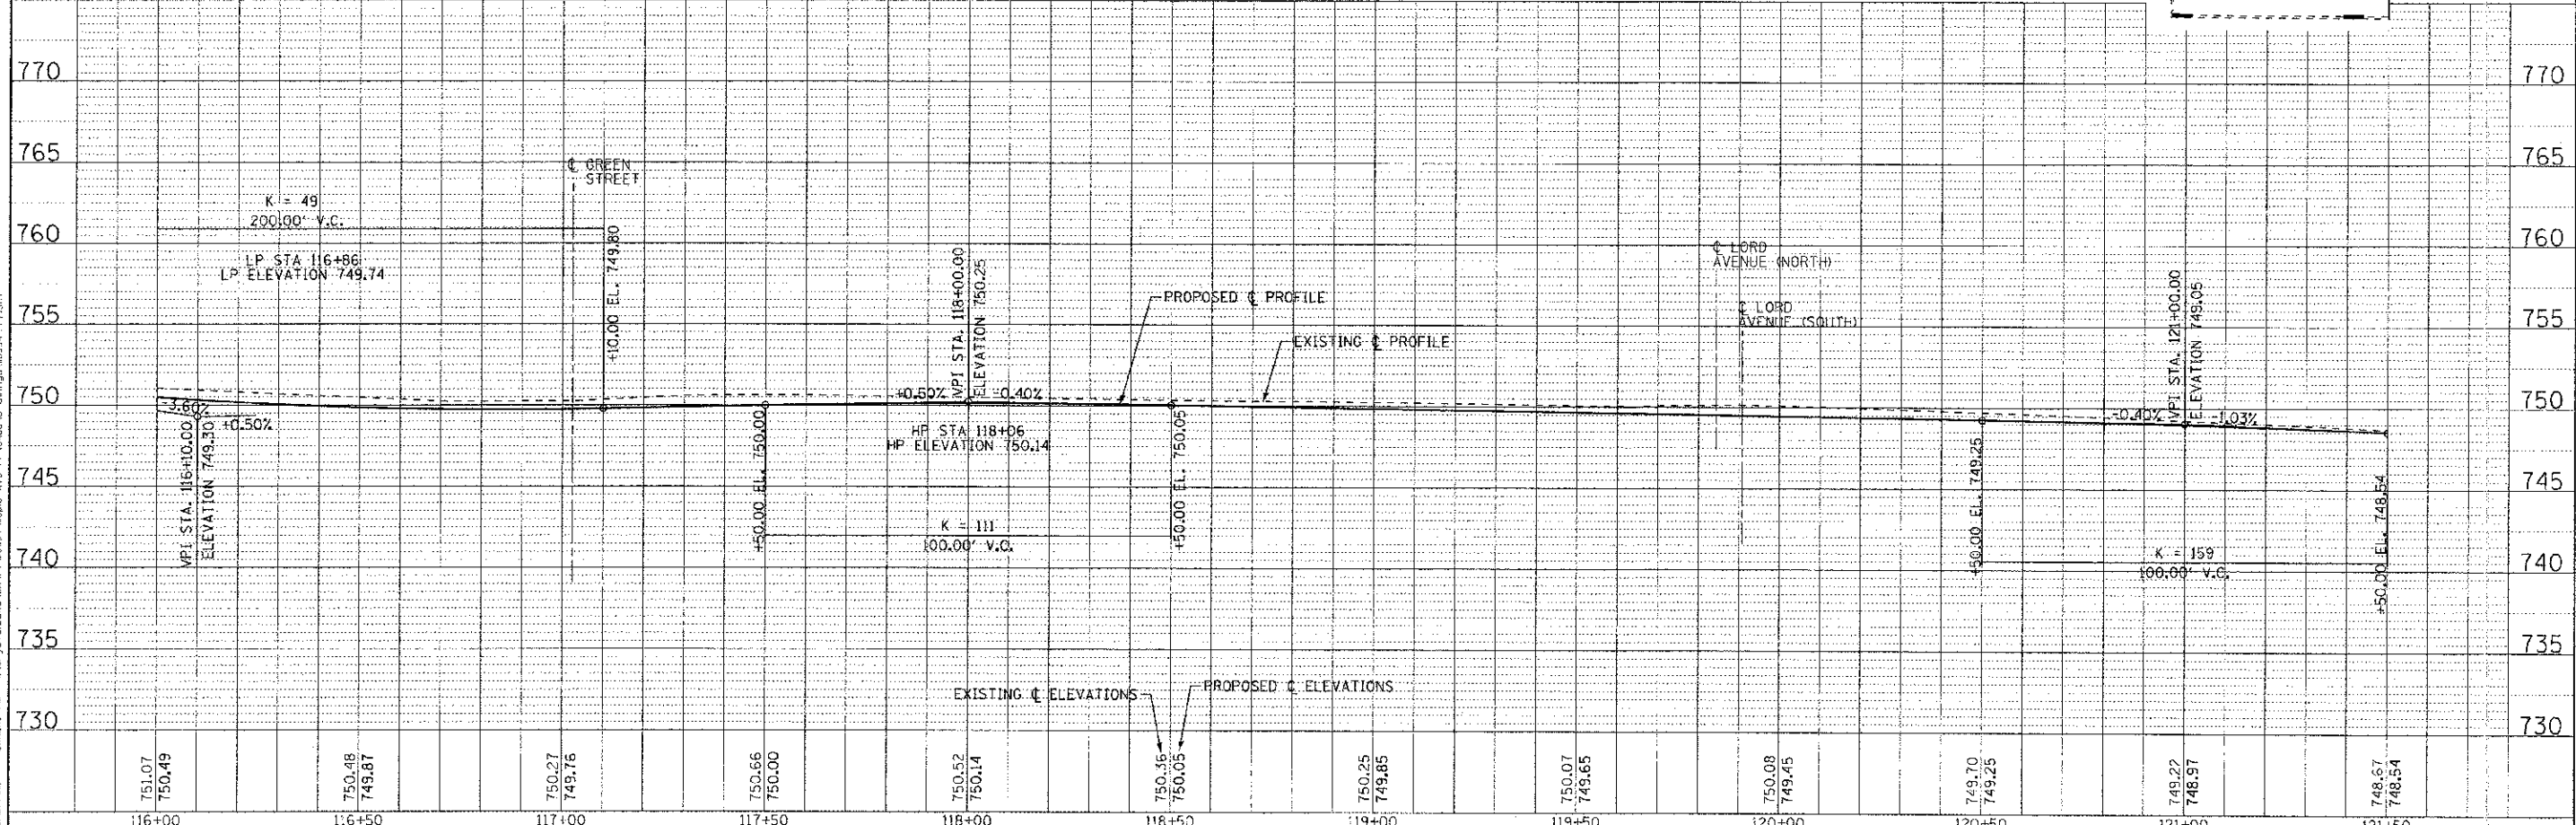 770
765
760
755
750
745
740
735
730
770
765
760
755
750
745
740
735
730
K = 49
200.00' V.C.
LP STA 116+86
LP ELEVATION 749.74
℄ GREEN
STREET
+10.00 EL. 749.80
-3.60%
+0.50%
VPI STA. 116+10.00
ELEVATION 749.30
+50.00 EL. 750.00
+0.50%
VPI STA. 118+00.00
ELEVATION 750.25
-0.40%
HP STA 118+06
HP ELEVATION 750.14
K = 111
100.00' V.C.
+50.00 EL. 750.05
PROPOSED ℄ PROFILE
EXISTING ℄ PROFILE
℄ LORD
AVENUE (NORTH)
℄ LORD
AVENUE (SOUTH)
+50.00 EL. 749.25
-0.40%
VPI STA. 121+00.00
ELEVATION 749.05
-1.03%
K = 159
100.00' V.C.
+50.00 EL. 748.54
EXISTING ℄ ELEVATIONS
PROPOSED ℄ ELEVATIONS
751.07
750.49
750.48
749.87
750.27
749.76
750.66
750.00
750.52
750.14
750.36
750.05
750.25
749.85
750.07
749.65
750.08
749.45
749.70
749.25
749.22
748.97
748.67
748.54
116+00
116+50
117+00
117+50
118+00
118+50
119+00
119+50
120+00
120+50
121+00
121+50